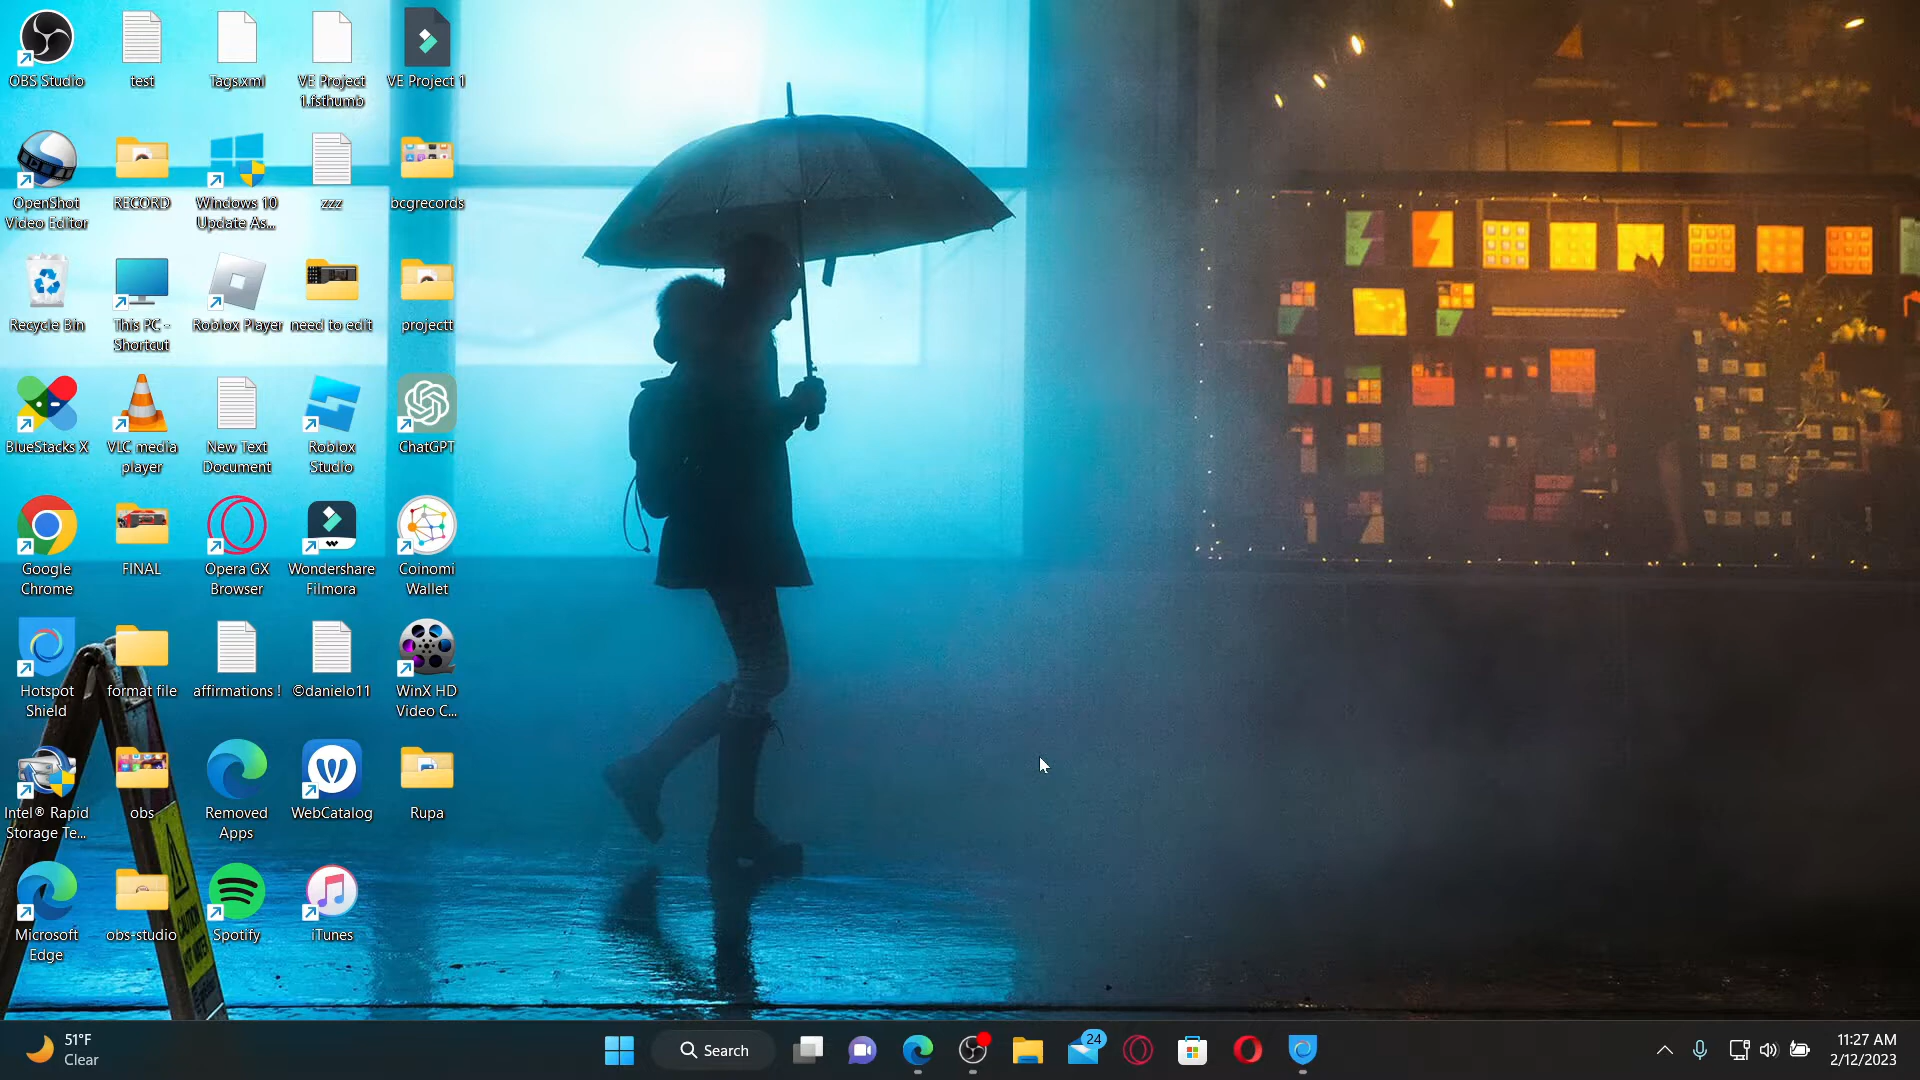 OBS Studio
test
Tags.xml
VE Project
1.fsthumb
VE Project 1
OpenShot
Video Editor
RECORD
Windows 10
Update As...
zzz
bcgrecords
Recycle Bin
This PC -
Shortcut
Roblox Player
need to edit
projectt
BlueStacks X
VLC media
player
New Text
Document
Roblox
Studio
ChatGPT
Google
Chrome
FINAL
Opera GX
Browser
Wondershare
Filmora
Coinomi
Wallet
Hotspot
Shield
format file
affirmations !
©danielo11
WinX HD
Video C...
Intel® Rapid
Storage Te...
obs
Removed
Apps
WebCatalog
Rupa
Microsoft
Edge
obs-studio
Spotify
iTunes
CAUTION
51°F
Clear
Search
24
11:27 AM
2/12/2023